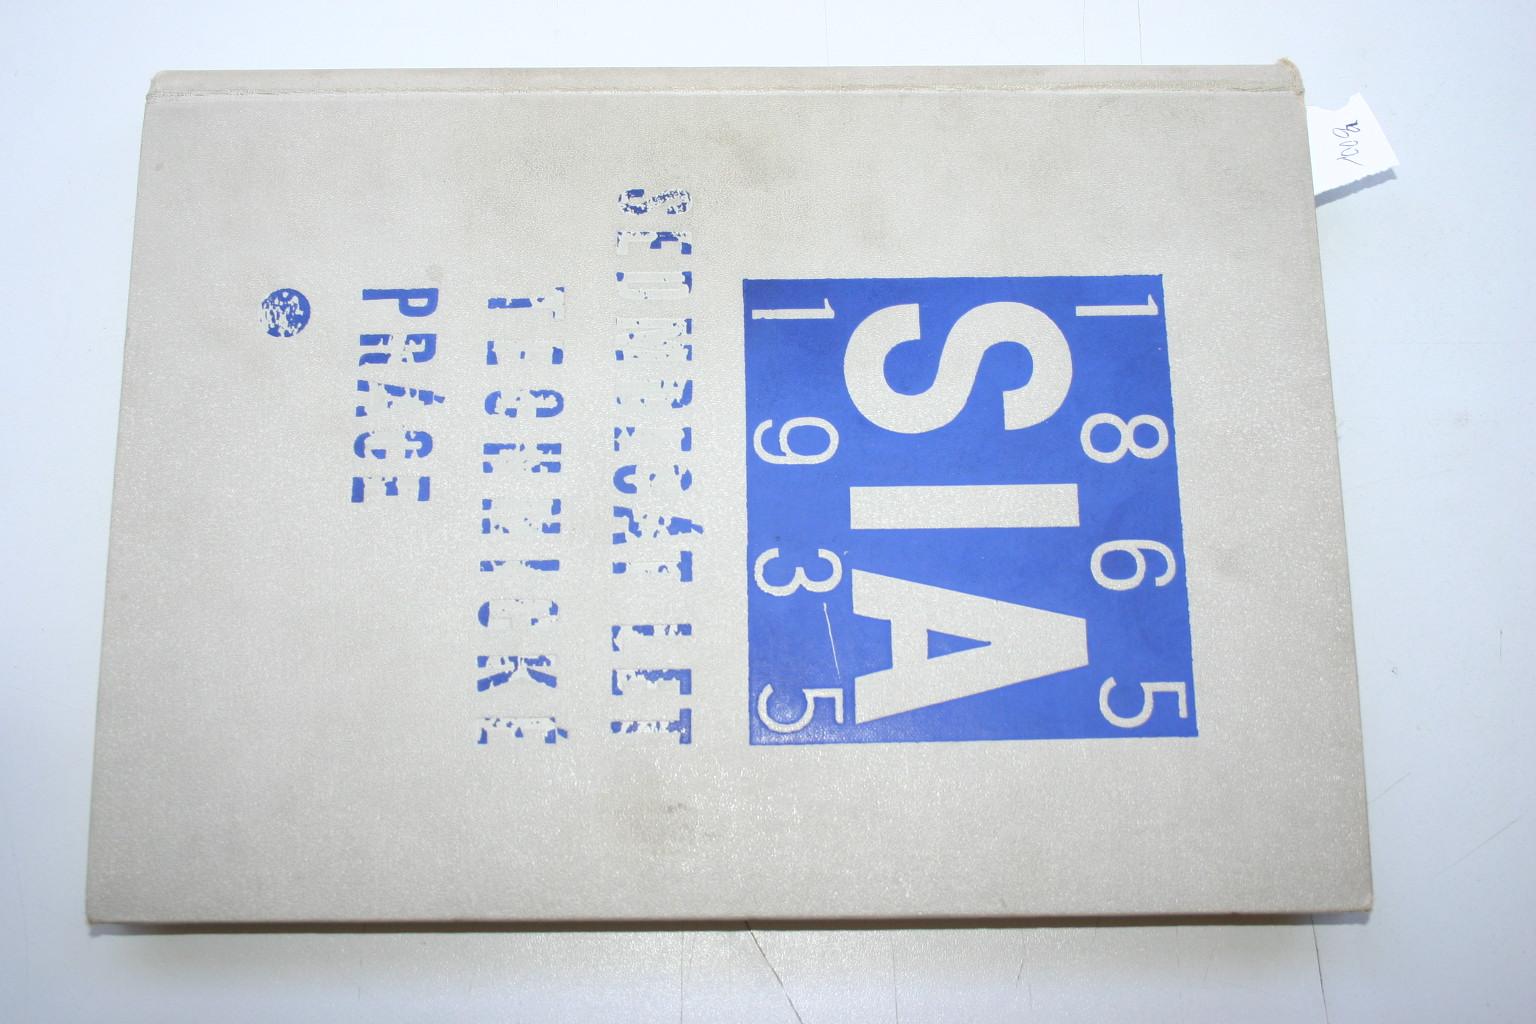 1865
SIA
1935
SEDMDESÁT LET
TECHNICKÉ
PRÁCE